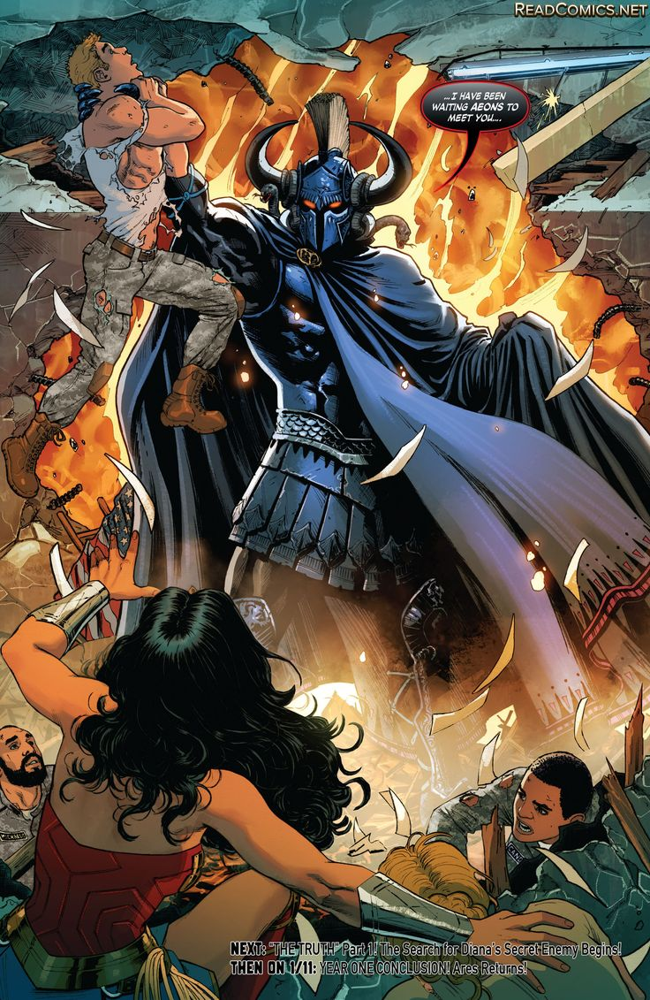 READCOMICS.NET
...I HAVE BEEN
WAITING AEONS TO
MEET YOU...
MICHAELS
NEXT: "THE TRUTH" Part 1! The Search for Diana's Secret Enemy Begins!
THEN ON 1/11: YEAR ONE CONCLUSION! Ares Returns!